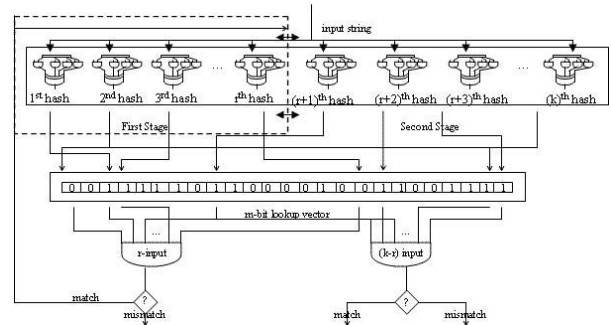 input string
1st hash 2nd hash 3rd hash ... rth hash (r+1)th hash (r+2)th hash (r+3)th hash ... (k)th hash
First Stage Second Stage
0 0 1 1 1 1 1 0 1 1 0 0 0 0 1 0 0 1 1 0 0 1 1 1 1
m-bit lookup vector
... ...
r-input (k-r) input
match ? ?
mismatch match mismatch